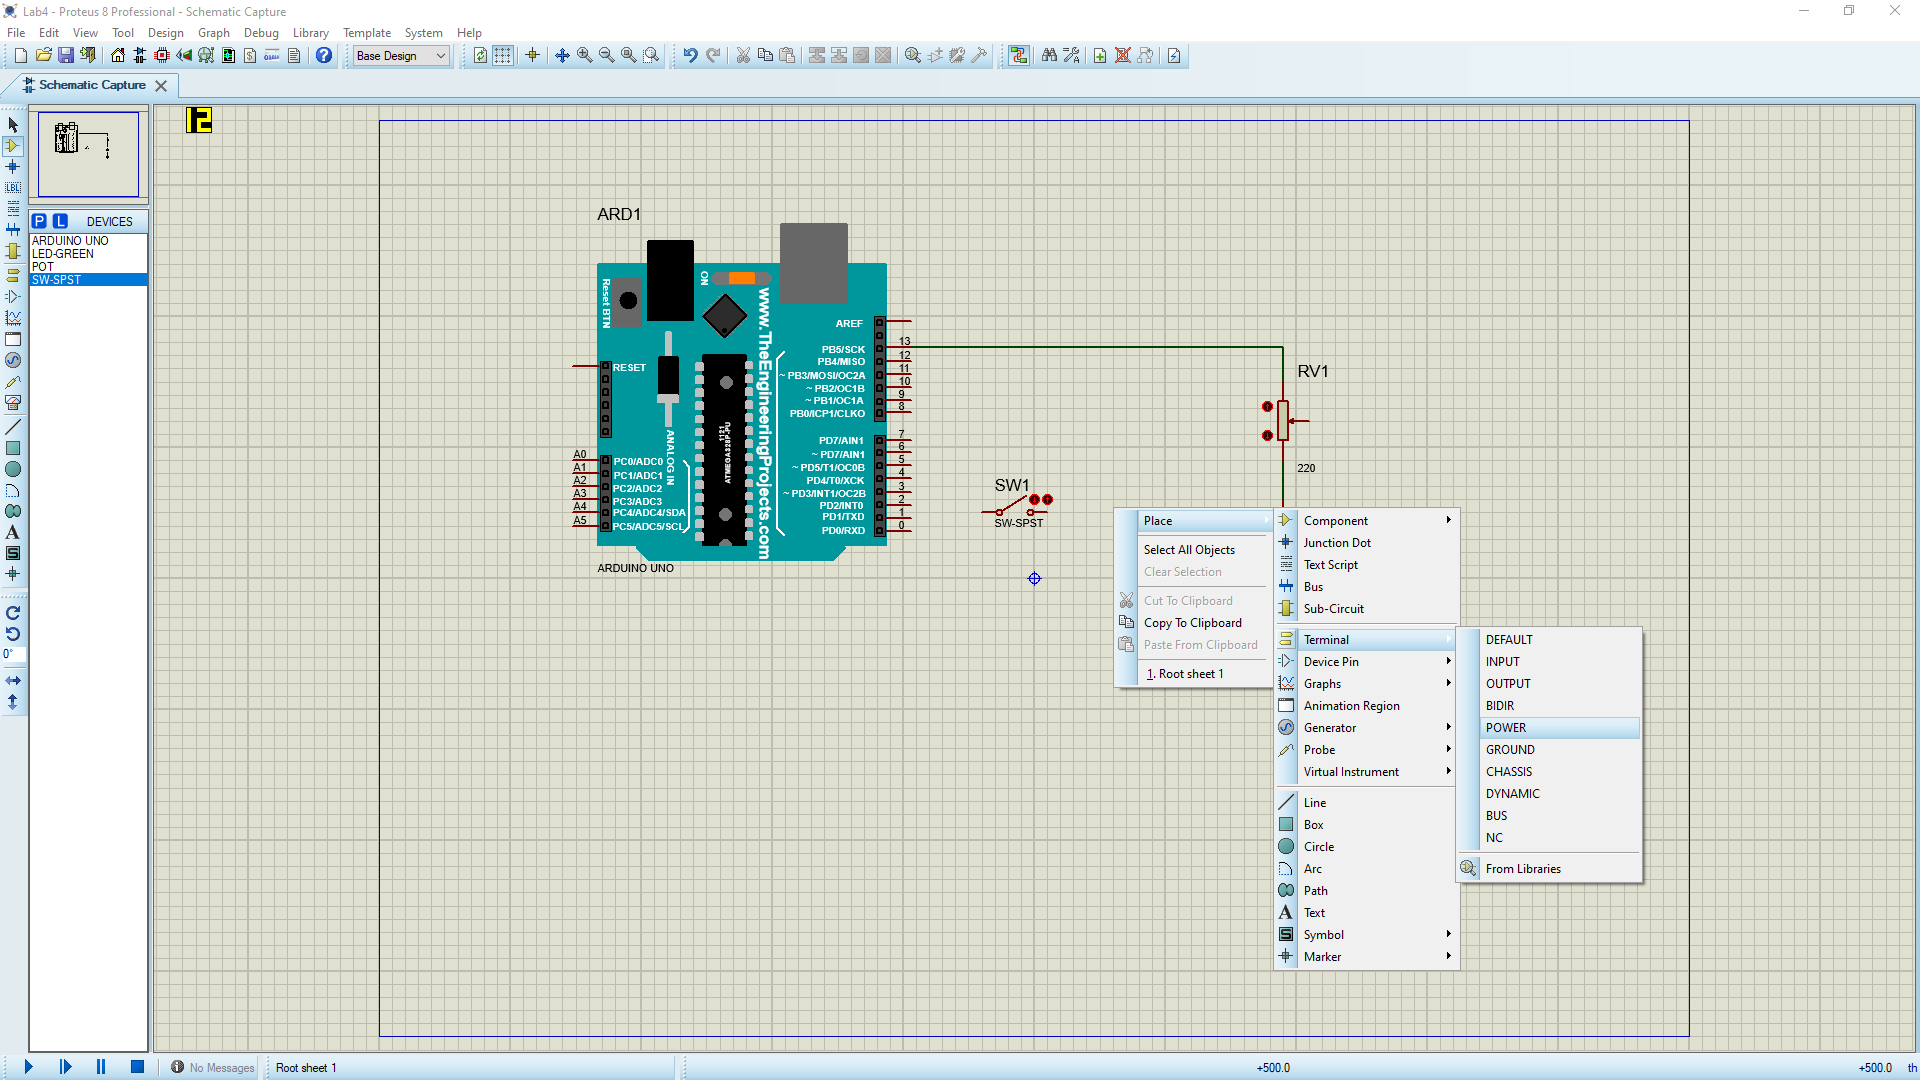 Lab4 - Proteus 8 Professional - Schematic Capture
File Edit View Tool Design Graph Debug Library Template System Help
Base Design
Schematic Capture
P L DEVICES
ARDUINO UNO
LED-GREEN
POT
SW-SPST
LBL
A
S
0°
ARD1
Reset BTN
ON
www.TheEngineeringProjects.com
ANALOG IN
1121
ATMEGA328P-PU
RESET
A0 PC0/ADC0
A1 PC1/ADC1
A2 PC2/ADC2
A3 PC3/ADC3
A4 PC4/ADC4/SDA
A5 PC5/ADC5/SCL
AREF
PB5/SCK 13
PB4/MISO 12
~ PB3/MOSI/OC2A 11
~ PB2/OC1B 10
~ PB1/OC1A 9
PB0/ICP1/CLKO 8
PD7/AIN1 7
~ PD7/AIN1 6
~ PD5/T1/OC0B 5
PD4/T0/XCK 4
~ PD3/INT1/OC2B 3
PD2/INT0 2
PD1/TXD 1
PD0/RXD 0
ARDUINO UNO
SW1
SW-SPST
RV1
220
Place
Select All Objects
Clear Selection
Cut To Clipboard
Copy To Clipboard
Paste From Clipboard
1. Root sheet 1
Component
Junction Dot
Text Script
Bus
Sub-Circuit
Terminal
Device Pin
Graphs
Animation Region
Generator
Probe
Virtual Instrument
Line
Box
Circle
Arc
Path
A Text
S Symbol
Marker
DEFAULT
INPUT
OUTPUT
BIDIR
POWER
GROUND
CHASSIS
DYNAMIC
BUS
NC
From Libraries
No Messages Root sheet 1 +500.0 +500.0 th